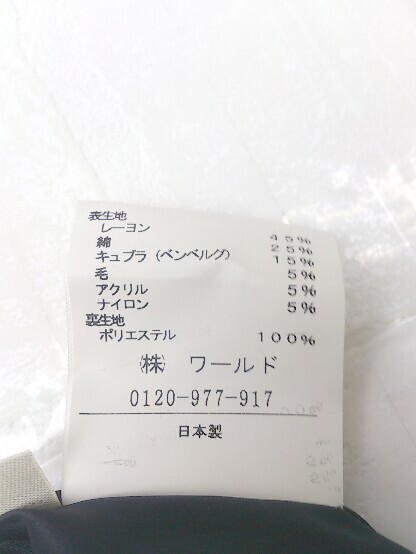 表生地
レーヨン 45%
綿 25%
キュプラ（ベンベルグ） 15%
毛 5%
アクリル 5%
ナイロン 5%
裏生地
ポリエステル 100%
㈱ ワールド
0120-977-917
日本製